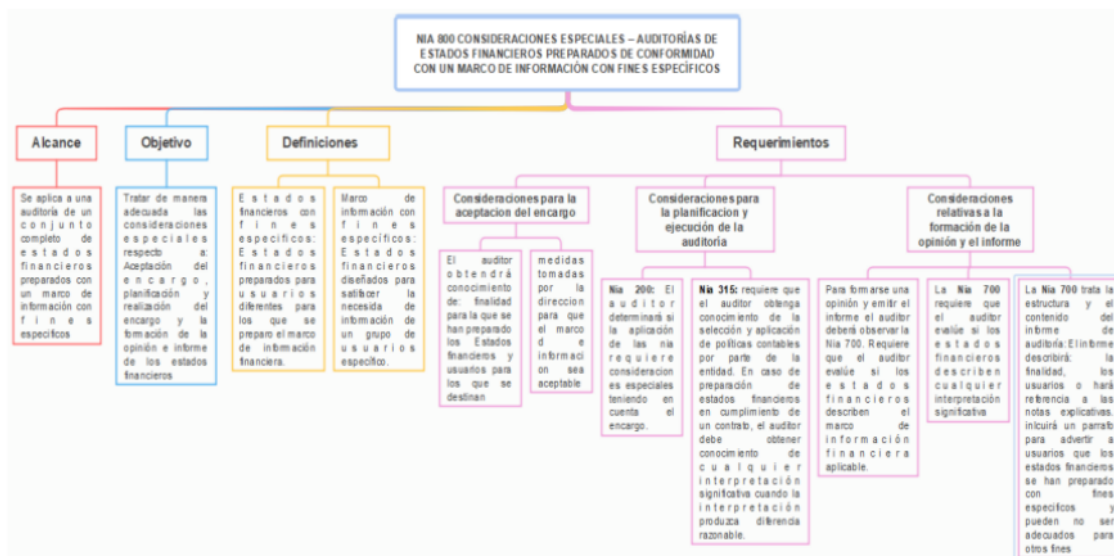 NIA 800 CONSIDERACIONES ESPECIALES – AUDITORÍAS DE
ESTADOS FINANCIEROS PREPARADOS DE CONFORMIDAD
CON UN MARCO DE INFORMACIÓN CON FINES ESPECÍFICOS
Alcance
Se aplica a una
auditoría de un
conjunto
completo de
estados
financieros
preparados con
un marco de
información con
fines
especificos
Objetivo
Tratar de manera
adecuada las
consideraciones
especiales
respecto a:
Aceptación del
encargo,
planificación y
realización del
encargo y la
formación de la
opinión e informe
de los estados
financieros
Definiciones
Estados
financieros con
fines
especificos:
Estados
financieros
preparados para
usuarios
diferentes para
los que se
preparo el marco
de información
financiera.
Marco de
información con
fines
específicos:
Estados
financieros
diseñados para
satifacer la
necesida de
información de
un grupo de
usuarios
específico.
Requerimientos
Consideraciones para la
aceptacion del encargo
El auditor
obtendrá
conocimiento
de: finalidad
para la que se
han preparado
los Estados
financieros y
usuarios para
los que se
destinan
medidas
tomadas
por la
direccion
para que
el marco
d e
informaci
on sea
aceptable
Consideraciones para
la planificacion y
ejecución de la
auditoría
Nia 200: El
auditor
determinará si
la aplicación
de las nia
requiere
consideracion
es especiales
teniendo en
cuenta el
encargo.
Nia 315: requiere que
el auditor obtenga
conocimiento de la
selección y aplicación
de políticas contables
por parte de la
entidad. En caso de
preparación de
estados financieros
en cumplimiento de
un contrato, el auditor
debe obtener
conocimiento de
cualquier
interpretación
significativa cuando la
interpretación
produzca diferencia
razonable.
Consideraciones
relativas a la
formación de la
opinión y el informe
Para formarse una
opinión y emitir el
informe el auditor
deberá observar la
Nia 700. Requiere
que el auditor
evalúe si los
estados
financieros
describen el
marco de
información
financiera
aplicable.
La Nia 700
requiere que
el auditor
evalúe si los
estados
financieros
describen
cualquier
interpretación
significativa
La Nia 700 trata la
estructura y el
contenido del
informe de
auditoría: El informe
describirá: la
finalidad, los
usuarios o hará
referencia a las
notas explicativas.
inlcuirá un parrafo
para advertir a
usuarios que los
estados financieros
se han preparado
con fines
especificos y
pueden no ser
adecuados para
otros fines